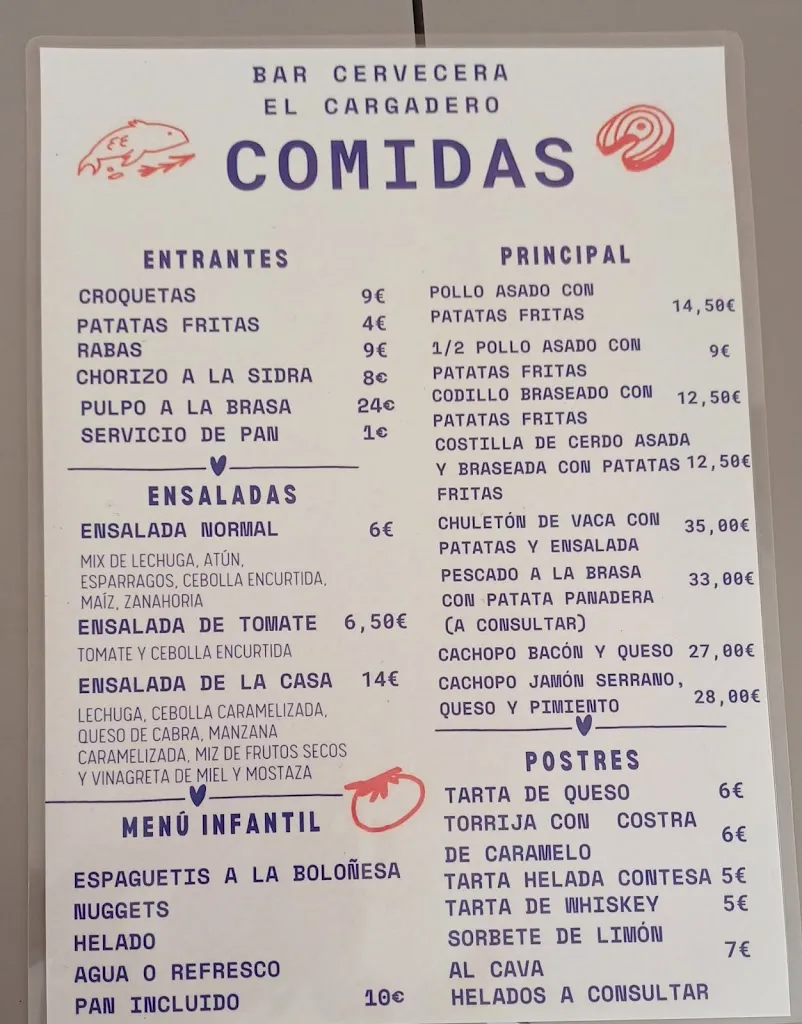 BAR CERVECERA
EL CARGADERO
COMIDAS
ENTRANTES
CROQUETAS 9€
PATATAS FRITAS 4€
RABAS 9€
CHORIZO A LA SIDRA 8€
PULPO A LA BRASA 24€
SERVICIO DE PAN 1€
ENSALADAS
ENSALADA NORMAL 6€
MIX DE LECHUGA, ATÚN,
ESPARRAGOS, CEBOLLA ENCURTIDA,
MAÍZ, ZANAHORIA
ENSALADA DE TOMATE 6,50€
TOMATE Y CEBOLLA ENCURTIDA
ENSALADA DE LA CASA 14€
LECHUGA, CEBOLLA CARAMELIZADA,
QUESO DE CABRA, MANZANA
CARAMELIZADA, MIZ DE FRUTOS SECOS
Y VINAGRETA DE MIEL Y MOSTAZA
MENÚ INFANTIL
ESPAGUETIS A LA BOLOÑESA
NUGGETS
HELADO
AGUA O REFRESCO
PAN INCLUIDO 10€
PRINCIPAL
POLLO ASADO CON
PATATAS FRITAS 14,50€
1/2 POLLO ASADO CON
PATATAS FRITAS 9€
CODILLO BRASEADO CON
PATATAS FRITAS 12,50€
COSTILLA DE CERDO ASADA
Y BRASEADA CON PATATAS 12,50€
FRITAS
CHULETÓN DE VACA CON
PATATAS Y ENSALADA 35,00€
PESCADO A LA BRASA 33,00€
CON PATATA PANADERA
(A CONSULTAR)
CACHOPO BACÓN Y QUESO 27,00€
CACHOPO JAMÓN SERRANO,
QUESO Y PIMIENTO 28,00€
POSTRES
TARTA DE QUESO 6€
TORRIJA CON COSTRA
DE CARAMELO 6€
TARTA HELADA CONTESA 5€
TARTA DE WHISKEY 5€
SORBETE DE LIMÓN
AL CAVA 7€
HELADOS A CONSULTAR